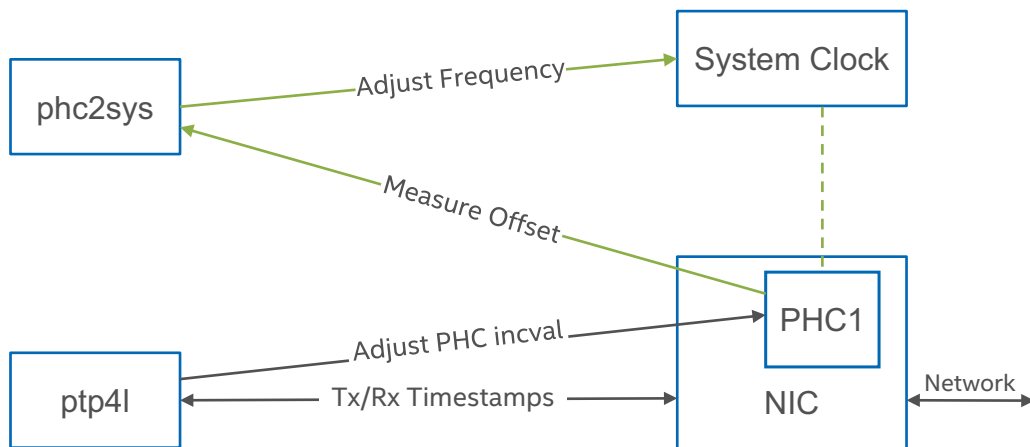 System Clock
Adjust Frequency
phc2sys
Measure Offset
PHC1
Adjust PHC incval
Network
ptp4l
Tx/Rx Timestamps
NIC